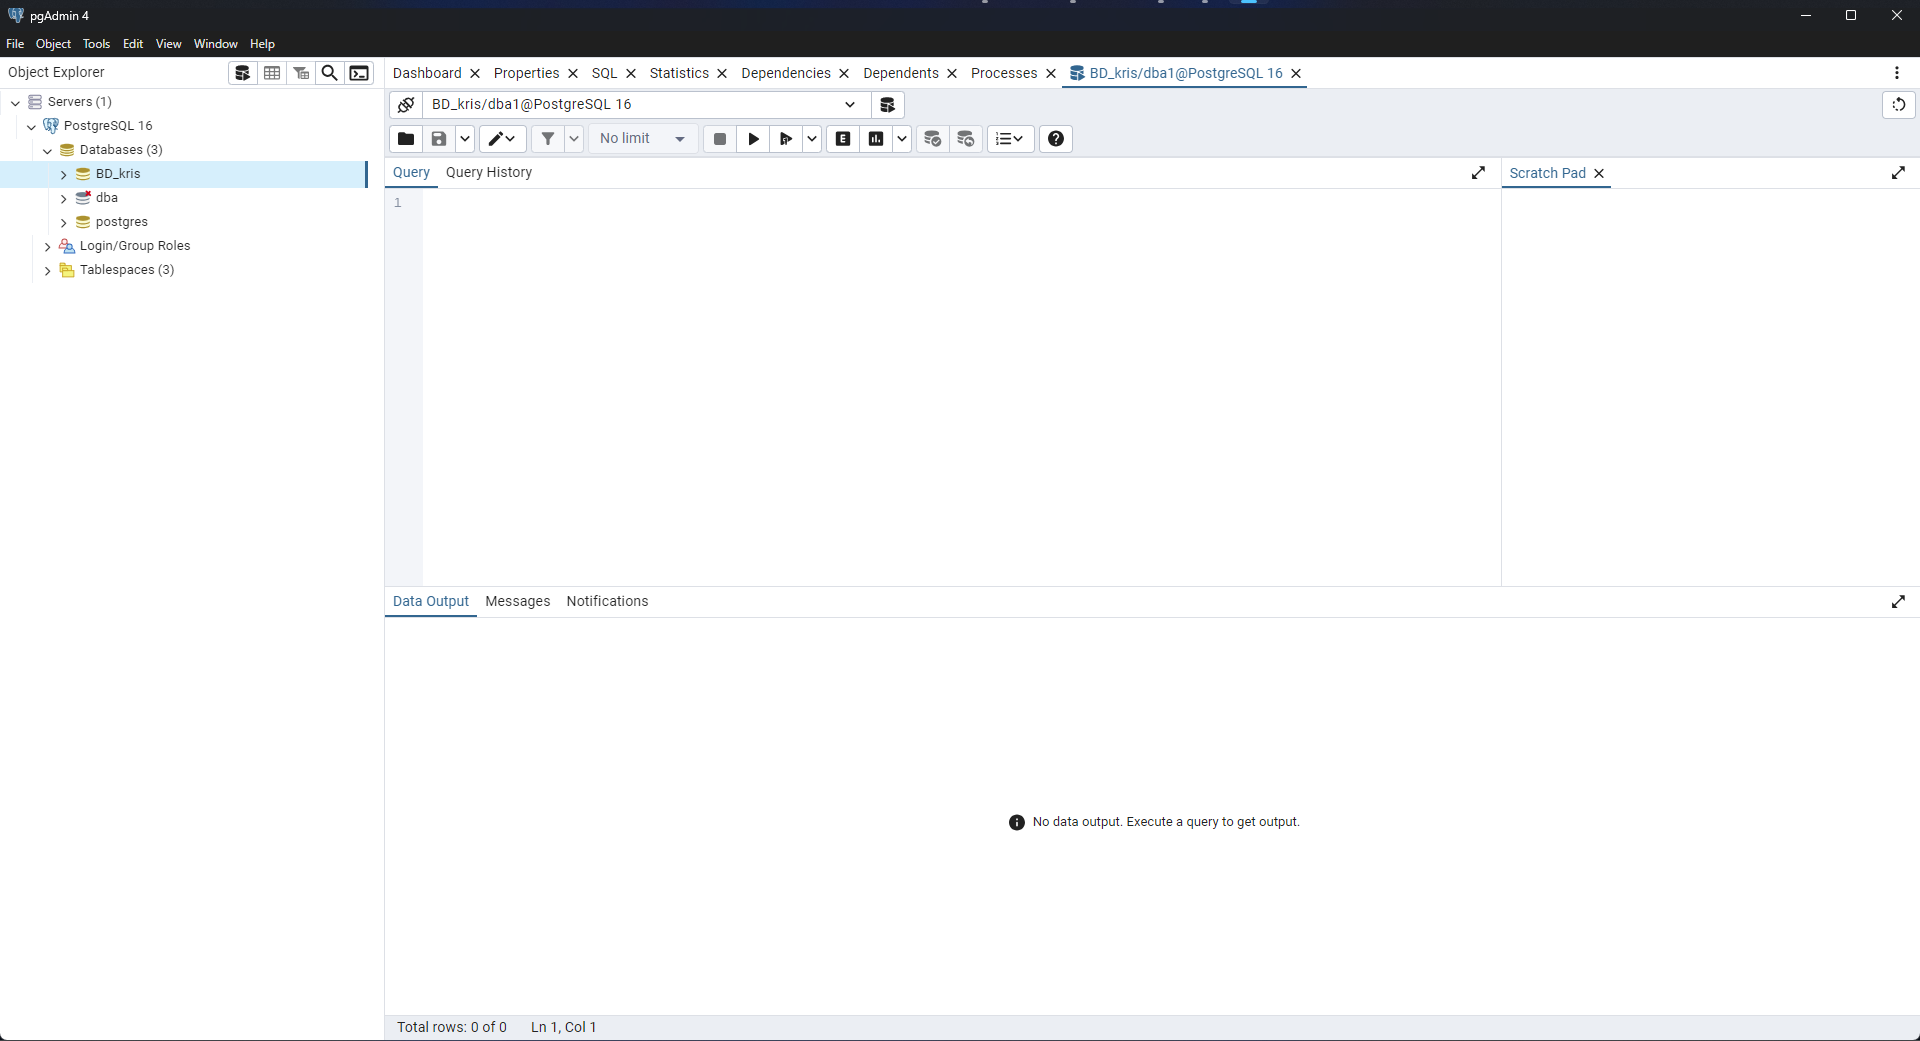 pgAdmin 4
File Object Tools Edit View Window Help
Object Explorer
Servers (1)
PostgreSQL 16
Databases (3)
BD_kris
dba
postgres
Login/Group Roles
Tablespaces (3)
Dashboard Properties SQL Statistics Dependencies Dependents Processes BD_kris/dba1@PostgreSQL 16
BD_kris/dba1@PostgreSQL 16
No limit E
Query Query History
Scratch Pad
1
Data Output Messages Notifications
No data output. Execute a query to get output.
Total rows: 0 of 0 Ln 1, Col 1